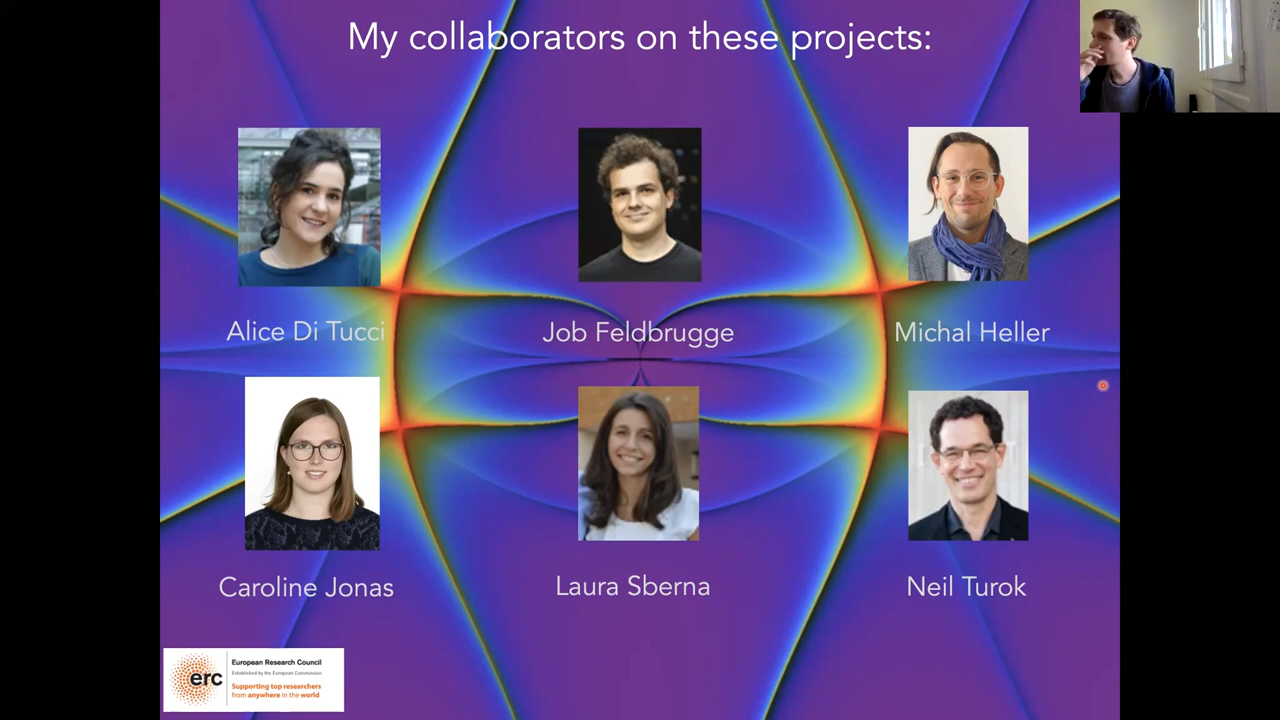 My collaborators on these projects:
Alice Di Tucci
Job Feldbrugge
Michal Heller
Caroline Jonas
Laura Sberna
Neil Turok
erc
European Research Council
Established by the European Commission
Supporting top researchers
from anywhere in the world